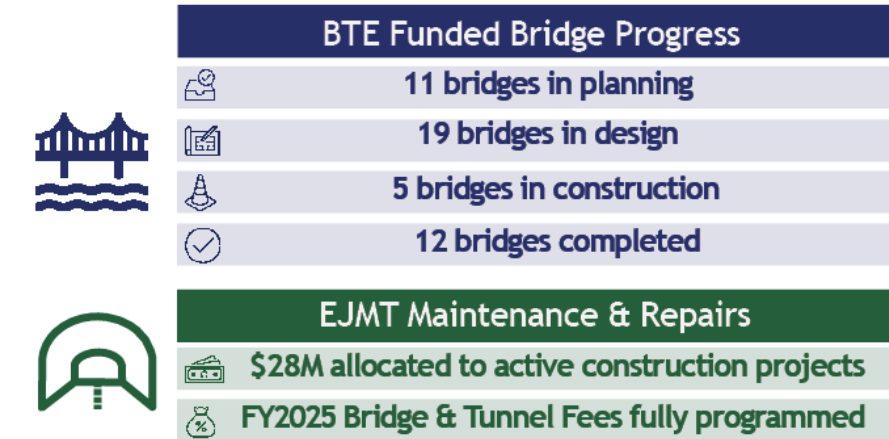 BTE Funded Bridge Progress
11 bridges in planning
19 bridges in design
5 bridges in construction
12 bridges completed
EJMT Maintenance & Repairs
$28M allocated to active construction projects
FY2025 Bridge & Tunnel Fees fully programmed